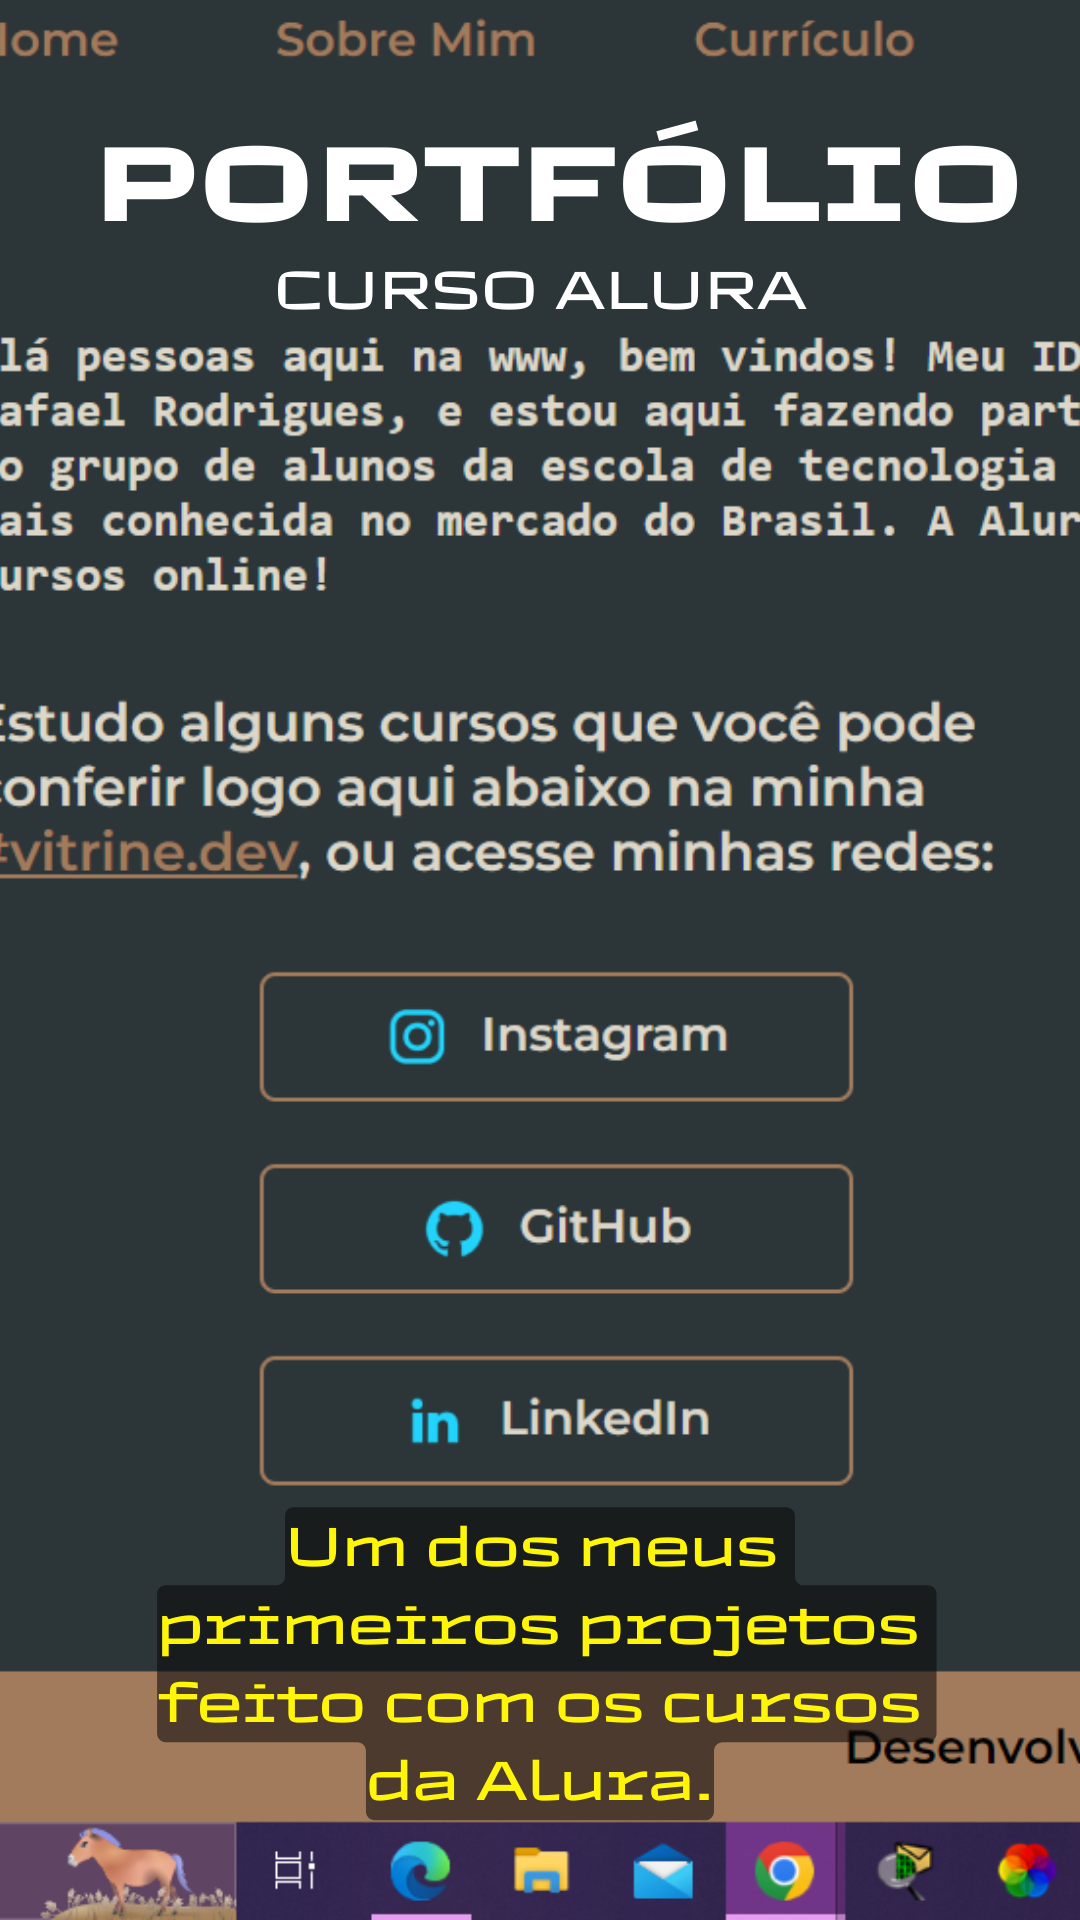 Home Sobre Mim Currículo
PORTFÓLIO
CURSO ALURA
lá pessoas aqui na www, bem vindos! Meu ID
afael Rodrigues, e estou aqui fazendo part
o grupo de alunos da escola de tecnologia
ais conhecida no mercado do Brasil. A Alur
ursos online!
Estudo alguns cursos que você pode
conferir logo aqui abaixo na minha
#vitrine.dev, ou acesse minhas redes:
Instagram
GitHub
in LinkedIn
Um dos meus
primeiros projetos
feito com os cursos
da Alura.
Desenvolv